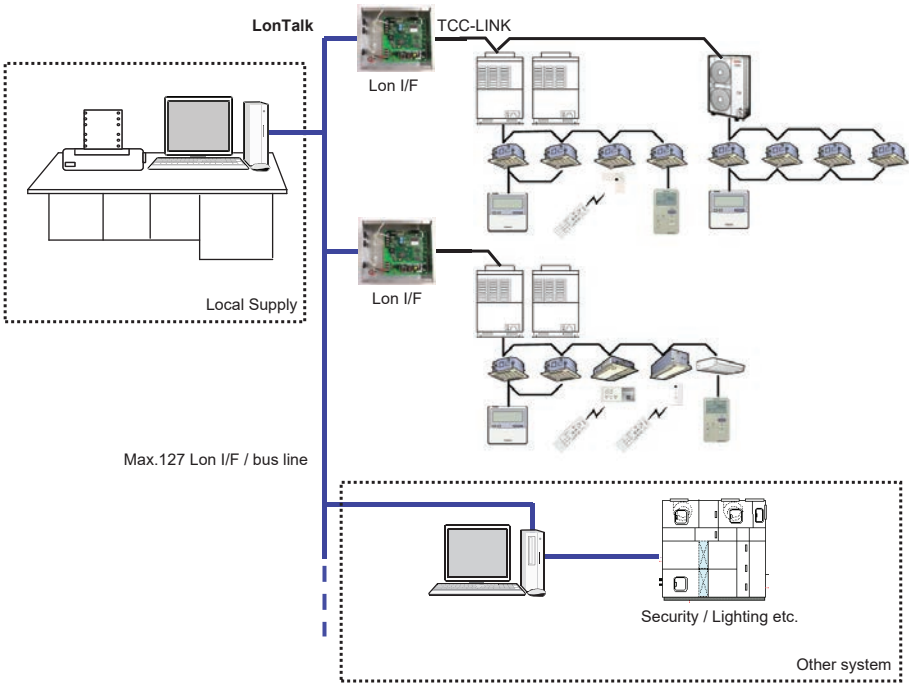 LonTalk
TCC-LINK
Lon I/F
Local Supply
Lon I/F
Max.127 Lon I/F / bus line
Security / Lighting etc.
Other system